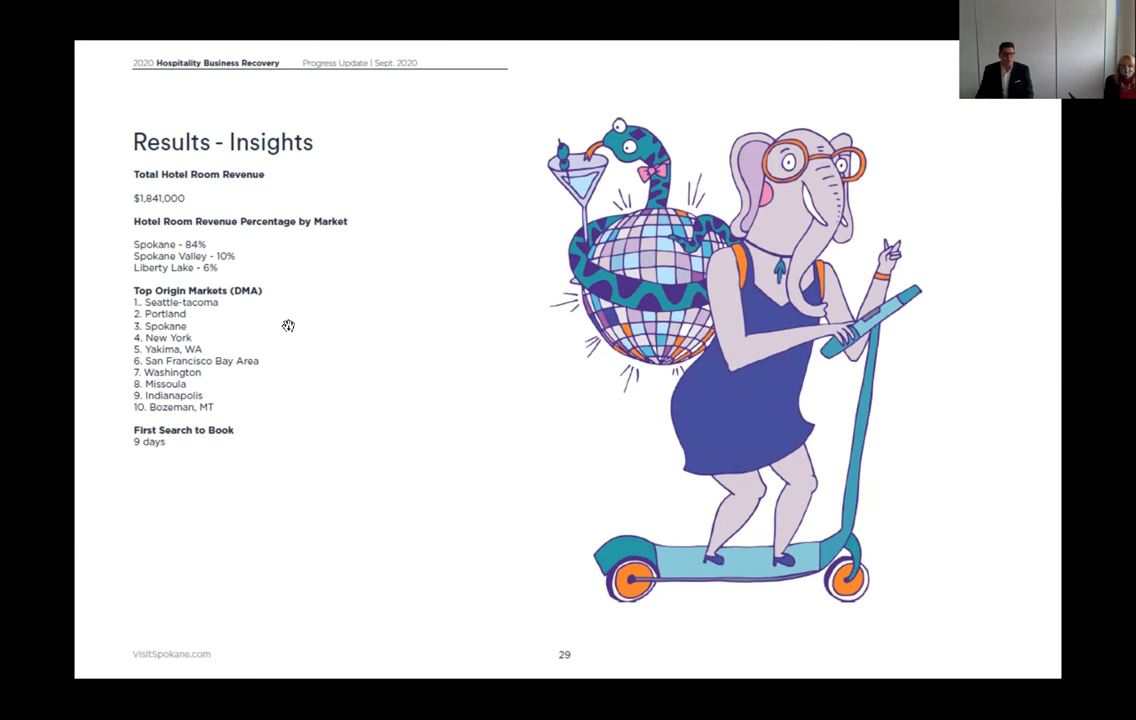 2020 Hospitality Business Recovery Progress Update | Sept. 2020
Results - Insights
Total Hotel Room Revenue
$1,841,000
Hotel Room Revenue Percentage by Market
Spokane - 84%
Spokane Valley - 10%
Liberty Lake - 6%
Top Origin Markets (DMA)
1. Seattle-tacoma
2. Portland
3. Spokane
4. New York
5. Yakima, WA
6. San Francisco Bay Area
7. Washington
8. Missoula
9. Indianapolis
10. Bozeman, MT
First Search to Book
9 days
VisitSpokane.com
29